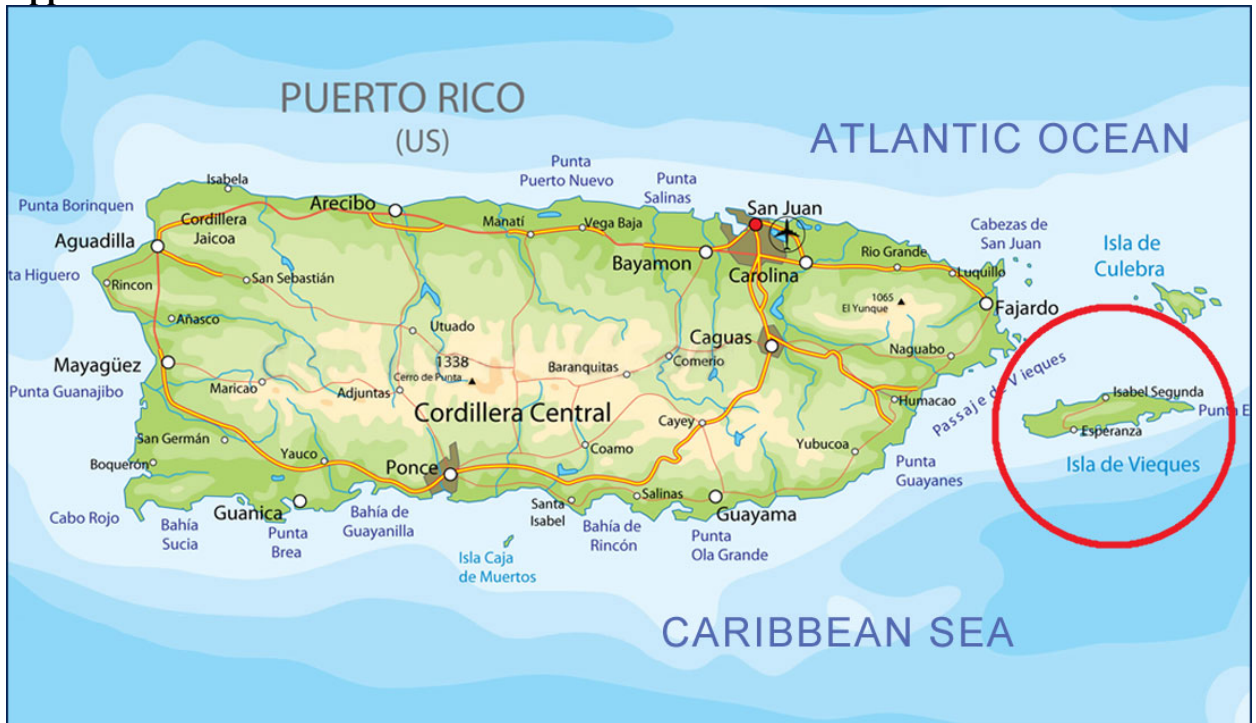 PUERTO RICO
(US)
ATLANTIC OCEAN
Punta
Puerto Nuevo
Punta
Salinas
Isabela
Punta Borinquen
Arecibo
San Juan
Cordillera
Jaicoa
Manatí
Vega Baja
Cabezas de
San Juan
Aguadilla
Isla de
Culebra
Bayamon
Carolina
Rio Grande
Luquillo
ta Higuero
Rincon
San Sebastián
1065
El Yunque
Fajardo
Añasco
Utuado
Caguas
Naguabo
Mayagüez
1338
Cerro de Punta
Baranquitas
Comerio
Passaje de Vieques
Punta Guanajibo
Maricao
Adjuntas
Humacao
Isabel Segunda
Punta E
Cordillera Central
Cayey
Esperanza
San Germán
Yauco
Coamo
Yubucoa
Boquerón
Ponce
Punta
Guayanes
Isla de Vieques
Guanica
Bahía de
Guayanilla
Santa
Isabel
Salinas
Guayama
Cabo Rojo
Bahía
Sucia
Punta
Brea
Bahía de
Rincón
Punta
Ola Grande
Isla Caja
de Muertos
CARIBBEAN SEA